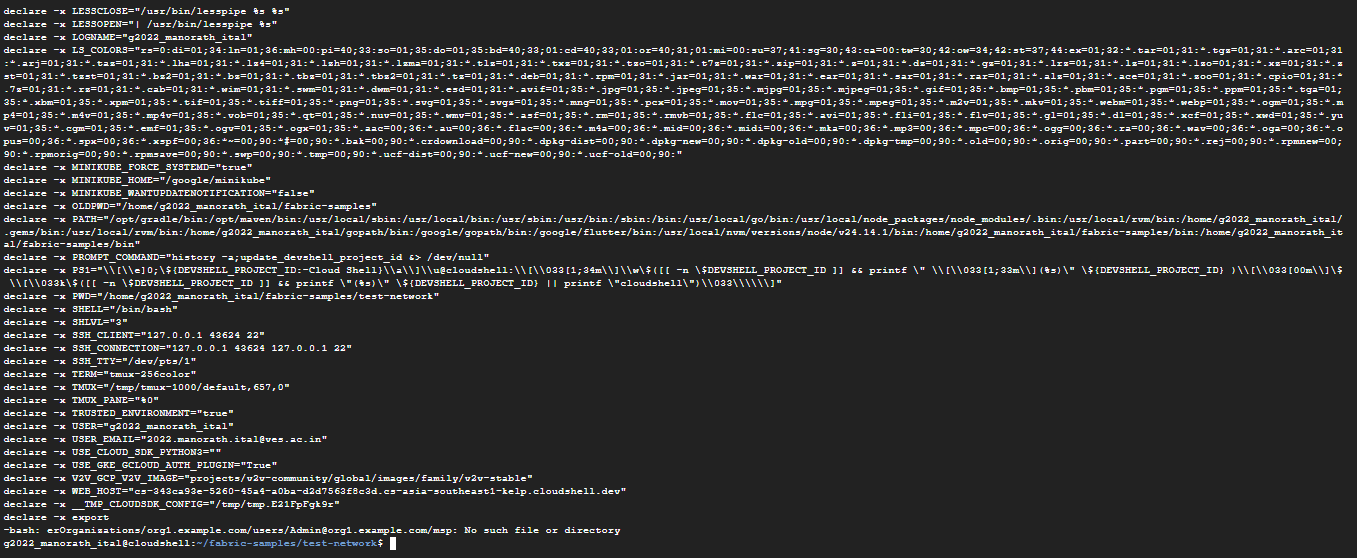 declare -x LESSCLOSE="/usr/bin/lesspipe %s %s"
declare -x LESSOPEN="| /usr/bin/lesspipe %s"
declare -x LOGNAME="g2022_manorath_ital"
declare -x LS_COLORS="rs=0:di=01;34:ln=01;36:mh=00:pi=40;33:so=01;35:do=01;35:bd=40;33;01:cd=40;33;01:or=40;31;01:mi=00:su=37;41:sg=30;43:ca=00:tw=30;42:ow=34;42:st=37;44:ex=01;32:*.tar=01;31:*.tgz=01;31:*.arc=01;31
:*.arj=01;31:*.taz=01;31:*.lha=01;31:*.lz4=01;31:*.lzh=01;31:*.lzma=01;31:*.tlz=01;31:*.txz=01;31:*.tzo=01;31:*.t7z=01;31:*.zip=01;31:*.z=01;31:*.dz=01;31:*.gz=01;31:*.lrz=01;31:*.lz=01;31:*.lzo=01;31:*.xz=01;31:*.z
st=01;31:*.tzst=01;31:*.bz2=01;31:*.bz=01;31:*.tbz=01;31:*.tbz2=01;31:*.tz=01;31:*.deb=01;31:*.rpm=01;31:*.jar=01;31:*.war=01;31:*.ear=01;31:*.sar=01;31:*.rar=01;31:*.alz=01;31:*.ace=01;31:*.zoo=01;31:*.cpio=01;31:*
.7z=01;31:*.rz=01;31:*.cab=01;31:*.wim=01;31:*.swm=01;31:*.dwm=01;31:*.esd=01;31:*.avif=01;35:*.jpg=01;35:*.jpeg=01;35:*.mjpg=01;35:*.mjpeg=01;35:*.gif=01;35:*.bmp=01;35:*.pbm=01;35:*.pgm=01;35:*.ppm=01;35:*.tga=01;
35:*.xbm=01;35:*.xpm=01;35:*.tif=01;35:*.tiff=01;35:*.png=01;35:*.svg=01;35:*.svgz=01;35:*.mng=01;35:*.pcx=01;35:*.mov=01;35:*.mpg=01;35:*.mpeg=01;35:*.m2v=01;35:*.mkv=01;35:*.webm=01;35:*.webp=01;35:*.ogm=01;35:*.m
p4=01;35:*.m4v=01;35:*.mp4v=01;35:*.vob=01;35:*.qt=01;35:*.nuv=01;35:*.wmv=01;35:*.asf=01;35:*.rm=01;35:*.rmvb=01;35:*.flc=01;35:*.avi=01;35:*.fli=01;35:*.flv=01;35:*.gl=01;35:*.dl=01;35:*.xcf=01;35:*.xwd=01;35:*.yu
v=01;35:*.cgm=01;35:*.emf=01;35:*.ogv=01;35:*.ogx=01;35:*.aac=00;36:*.au=00;36:*.flac=00;36:*.m4a=00;36:*.mid=00;36:*.midi=00;36:*.mka=00;36:*.mp3=00;36:*.mpc=00;36:*.ogg=00;36:*.ra=00;36:*.wav=00;36:*.oga=00;36:*.o
pus=00;36:*.spx=00;36:*.xspf=00;36:*~=00;90:*#=00;90:*.bak=00;90:*.crdownload=00;90:*.dpkg-dist=00;90:*.dpkg-new=00;90:*.dpkg-old=00;90:*.dpkg-tmp=00;90:*.old=00;90:*.orig=00;90:*.part=00;90:*.rej=00;90:*.rpmnew=00;
90:*.rpmorig=00;90:*.rpmsave=00;90:*.swp=00;90:*.tmp=00;90:*.ucf-dist=00;90:*.ucf-new=00;90:*.ucf-old=00;90:"
declare -x MINIKUBE_FORCE_SYSTEMD="true"
declare -x MINIKUBE_HOME="/google/minikube"
declare -x MINIKUBE_WANTUPDATENOTIFICATION="false"
declare -x OLDPWD="/home/g2022_manorath_ital/fabric-samples"
declare -x PATH="/opt/gradle/bin:/opt/maven/bin:/usr/local/sbin:/usr/local/bin:/usr/sbin:/usr/bin:/sbin:/bin:/usr/local/go/bin:/usr/local/node_packages/node_modules/.bin:/usr/local/rvm/bin:/home/g2022_manorath_ital/
.gems/bin:/usr/local/rvm/bin:/home/g2022_manorath_ital/gopath/bin:/google/gopath/bin:/google/flutter/bin:/usr/local/nvm/versions/node/v24.14.1/bin:/home/g2022_manorath_ital/fabric-samples/bin:/home/g2022_manorath_it
al/fabric-samples/bin"
declare -x PROMPT_COMMAND="history -a;update_devshell_project_id &> /dev/null"
declare -x PS1="\\[\\e]0;\${DEVSHELL_PROJECT_ID:-Cloud Shell}\\a\\]\\u@cloudshell:\\[\\033[1;34m\\]\\w\$([[ -n \$DEVSHELL_PROJECT_ID ]] && printf \" \\[\\033[1;33m\\](%s)\" \${DEVSHELL_PROJECT_ID} )\\[\\033[00m\\]\$
\\[\\033k\$([[ -n \$DEVSHELL_PROJECT_ID ]] && printf \"(%s)\" \${DEVSHELL_PROJECT_ID} || printf \"cloudshell\")\\033\\\\\\]"
declare -x PWD="/home/g2022_manorath_ital/fabric-samples/test-network"
declare -x SHELL="/bin/bash"
declare -x SHLVL="3"
declare -x SSH_CLIENT="127.0.0.1 43624 22"
declare -x SSH_CONNECTION="127.0.0.1 43624 127.0.0.1 22"
declare -x SSH_TTY="/dev/pts/1"
declare -x TERM="tmux-256color"
declare -x TMUX="/tmp/tmux-1000/default,657,0"
declare -x TMUX_PANE="%0"
declare -x TRUSTED_ENVIRONMENT="true"
declare -x USER="g2022_manorath_ital"
declare -x USER_EMAIL="2022.manorath.ital@ves.ac.in"
declare -x USE_CLOUD_SDK_PYTHON3=""
declare -x USE_GKE_GCLOUD_AUTH_PLUGIN="True"
declare -x V2V_GCP_V2V_IMAGE="projects/v2v-community/global/images/family/v2v-stable"
declare -x WEB_HOST="cs-343ca93e-5260-45a4-a0ba-d2d7563f8c3d.cs-asia-southeast1-kelp.cloudshell.dev"
declare -x __TMP_CLOUDSDK_CONFIG="/tmp/tmp.E21FpFgk9r"
declare -x export
-bash: erOrganizations/org1.example.com/users/Admin@org1.example.com/msp: No such file or directory
g2022_manorath_ital@cloudshell:~/fabric-samples/test-network$